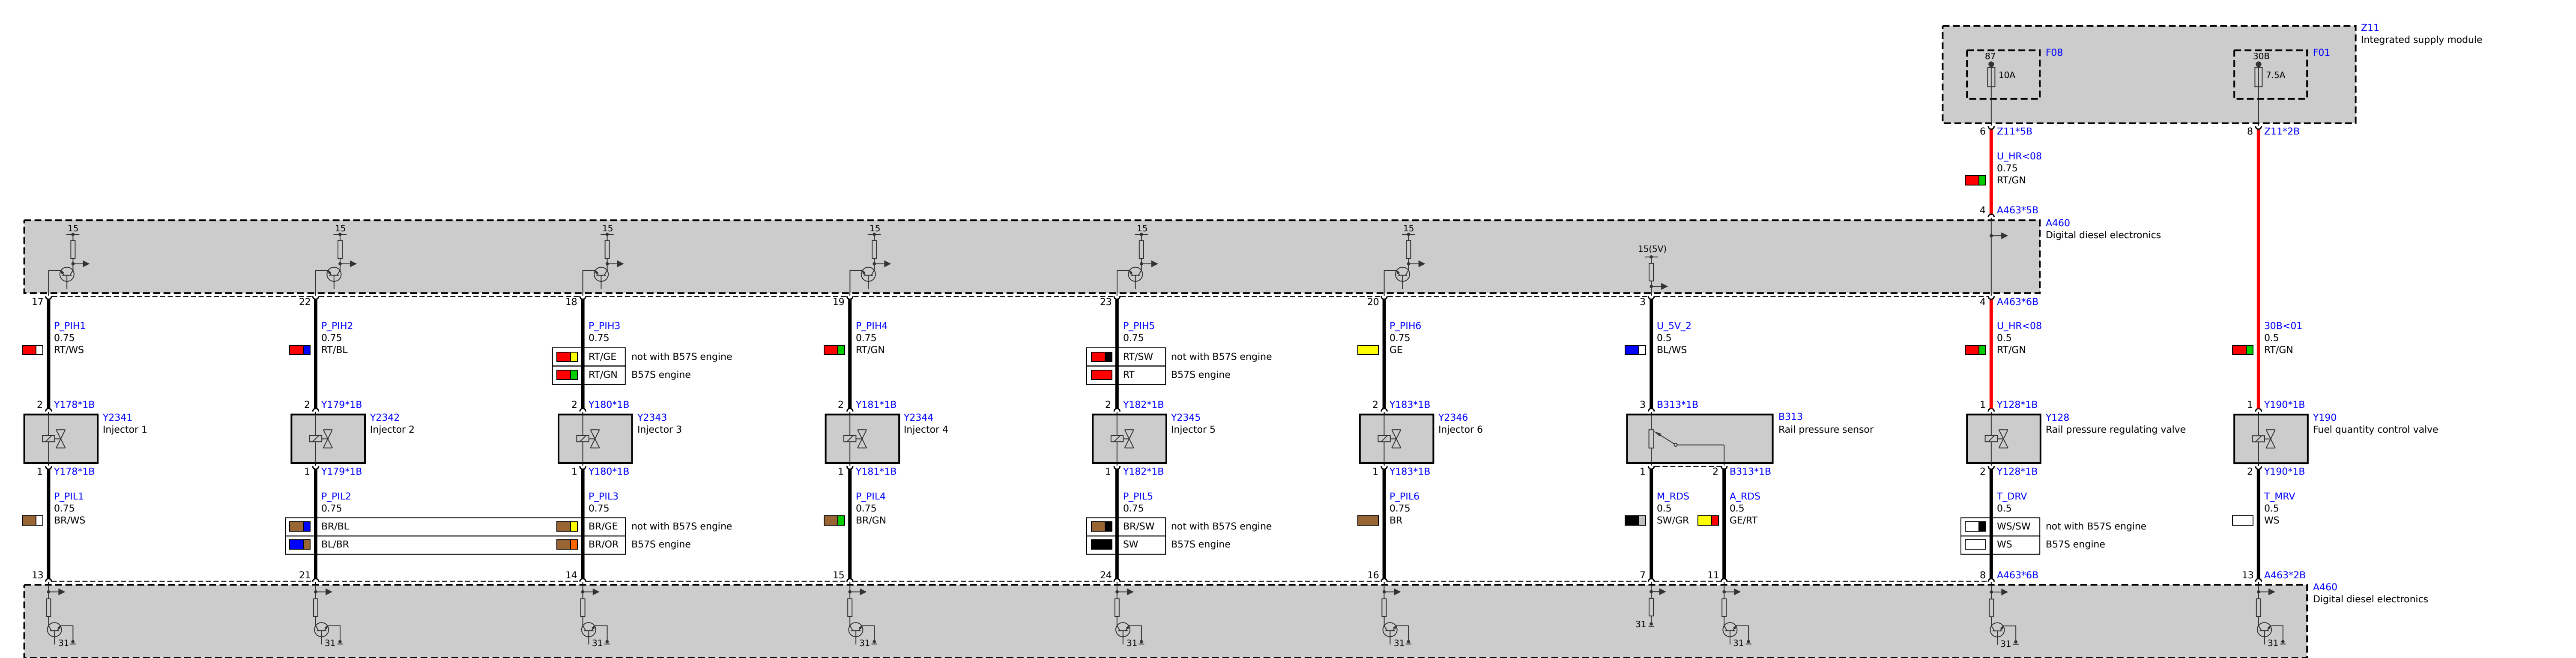 Z11
Integrated supply module
87 F08 30B F01
10A 7.5A
6 Z11*5B 8 Z11*2B
U_HR<08
0.75
RT/GN
4 A463*5B
A460
Digital diesel electronics
15 15 15 15 15 15
15(5V)
17 22 18 19 23 20 3 4 A463*6B
P_PIH1 P_PIH2 P_PIH3 P_PIH4 P_PIH5 P_PIH6 U_5V_2 U_HR<08 30B<01
0.75 0.75 0.75 0.75 0.75 0.75 0.5 0.5 0.5
RT/WS RT/BL RT/GN GE BL/WS RT/GN RT/GN
RT/GE not with B57S engine RT/SW not with B57S engine
RT/GN B57S engine RT B57S engine
2 Y178*1B 2 Y179*1B 2 Y180*1B 2 Y181*1B 2 Y182*1B 2 Y183*1B 3 B313*1B 1 Y128*1B 1 Y190*1B
Y2341 Y2342 Y2343 Y2344 Y2345 Y2346 B313 Y128 Y190
Injector 1 Injector 2 Injector 3 Injector 4 Injector 5 Injector 6 Rail pressure sensor Rail pressure regulating valve Fuel quantity control valve
1 Y178*1B 1 Y179*1B 1 Y180*1B 1 Y181*1B 1 Y182*1B 1 Y183*1B 1 2 B313*1B 2 Y128*1B 2 Y190*1B
P_PIL1 P_PIL2 P_PIL3 P_PIL4 P_PIL5 P_PIL6 M_RDS A_RDS T_DRV T_MRV
0.75 0.75 0.75 0.75 0.75 0.75 0.5 0.5 0.5 0.5
BR/WS BR/GN BR SW/GR GE/RT WS
BR/BL BR/GE not with B57S engine BR/SW not with B57S engine WS/SW not with B57S engine
BL/BR BR/OR B57S engine SW B57S engine WS B57S engine
13 21 14 15 24 16 7 11 8 A463*6B 13 A463*2B
A460
Digital diesel electronics
31 31 31 31 31 31 31 31 31 31